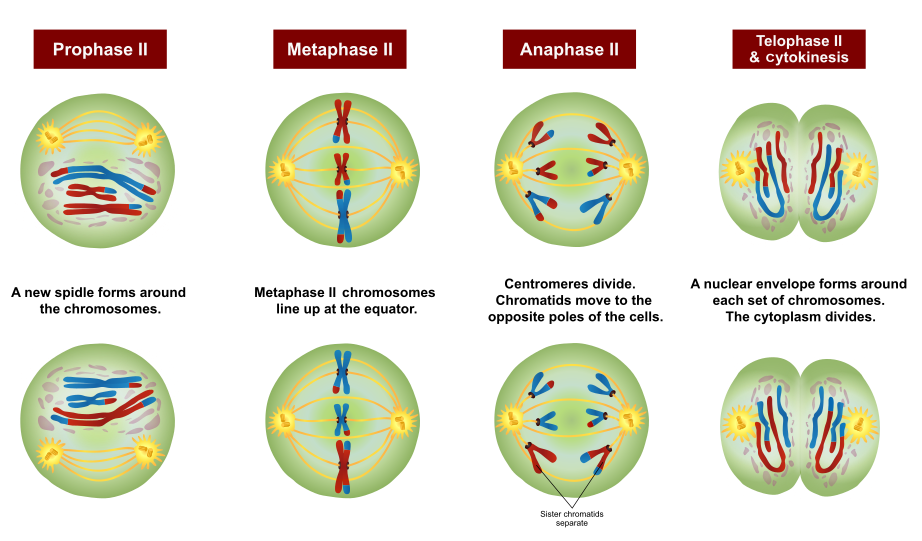 Prophase II
Metaphase II
Anaphase II
Telophase II
& Cytokinesis
A new spidle forms around
the chromosomes.
Metaphase II chromosomes
line up at the equator.
Centromeres divide.
Chromatids move to the
opposite poles of the cells.
A nuclear envelope forms around
each set of chromosomes.
The cytoplasm divides.
Sister chromatids
separate